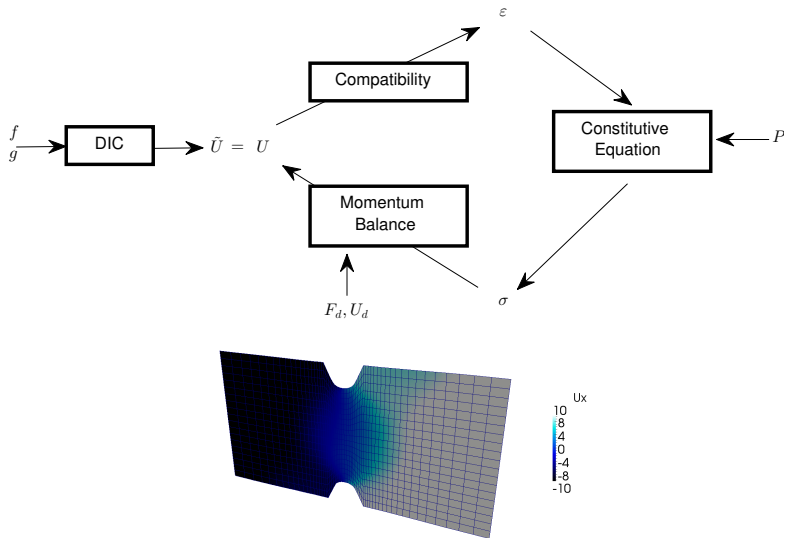 ε
Compatibility
f
g
DIC
Ũ = U
Constitutive
Equation
P
Momentum
Balance
σ
F_d, U_d
Ux
10
8
4
0
-4
-8
-10